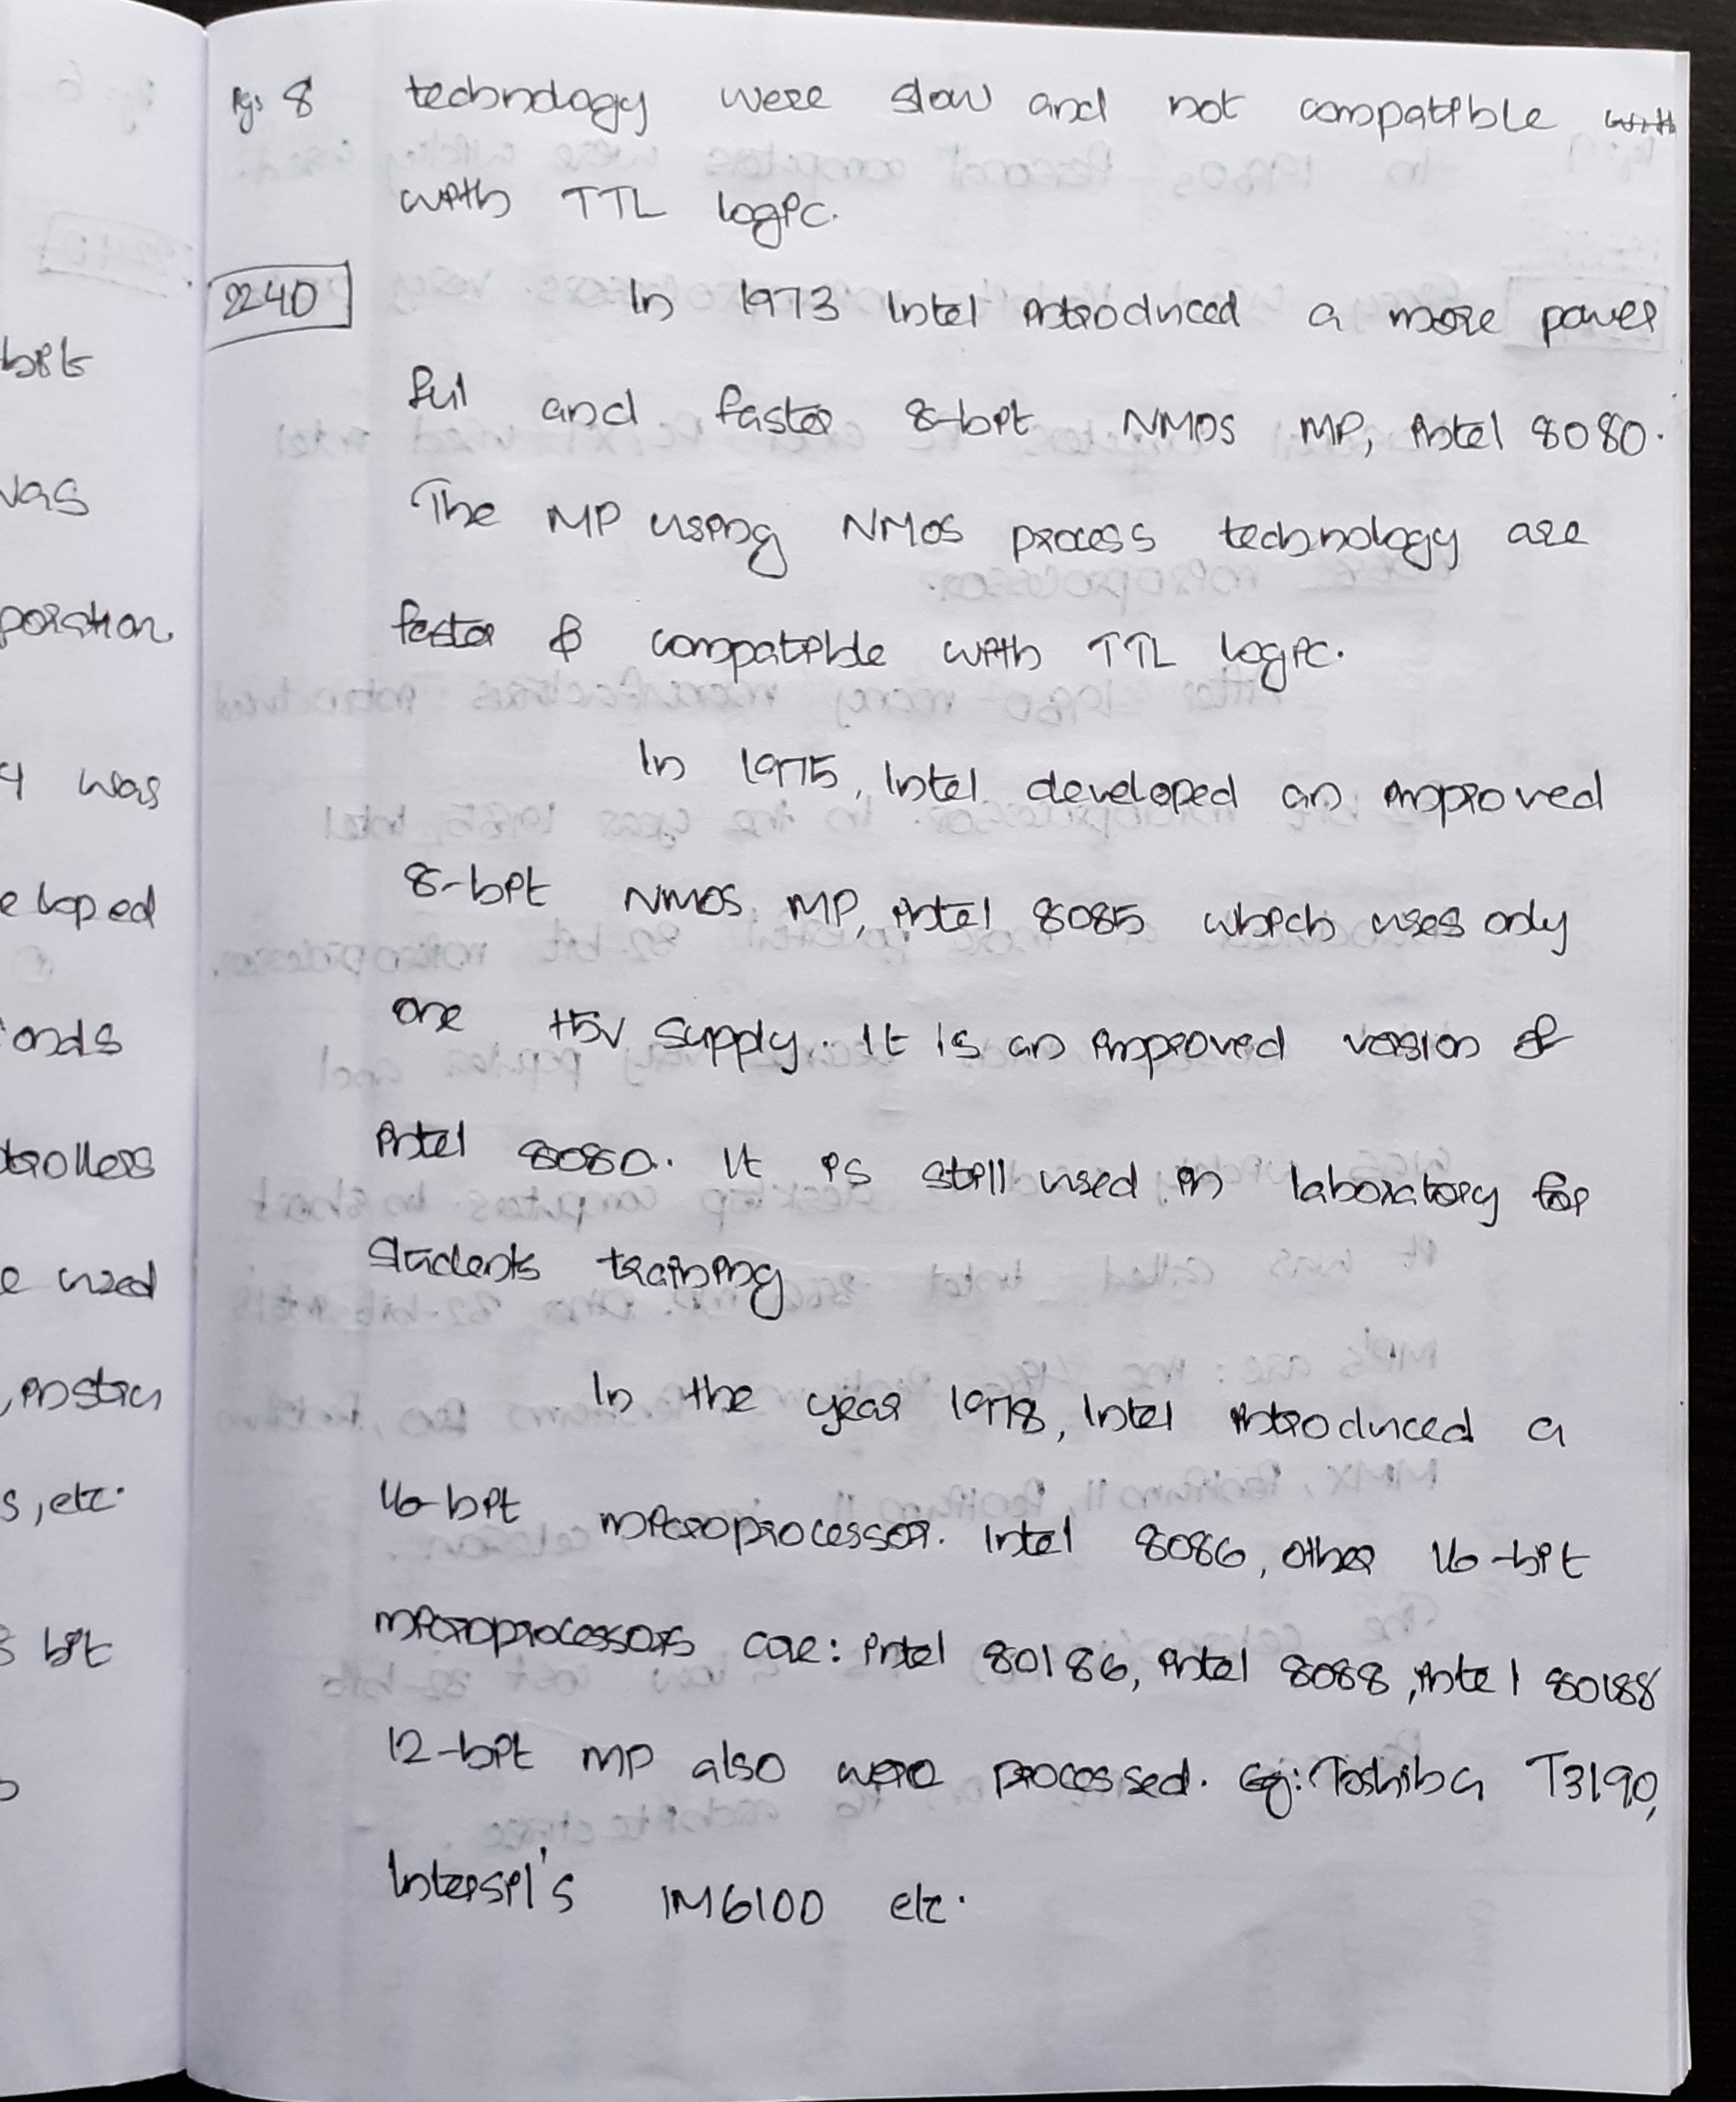 Pg: 8 technology were slow and not compatible with
with TTL logic.
2240 In 1973 Intel introduced a more power
ful and faster 8-bit NMOS MP, intel 8080.
The MP using NMOS process technology are
faster & compatible with TTL logic.
In 1975, Intel developed an improved
8-bit NMOS MP, intel 8085 which uses only
one +5V supply. It is an improved version of
intel 8080. It is still used in laboratory for
students training
In the year 1978, Intel introduced a
16-bit microprocessor. Intel 8086, other 16-bit
microprocessors are: intel 80186, intel 8088, intel 80188
12-bit MP also were processed. Eg: Toshiba T3190,
Intersil's IM6100 etc.
bit
was
poration
4 was
eloped
onds
trollers
e used
, instru
s, etc.
bit